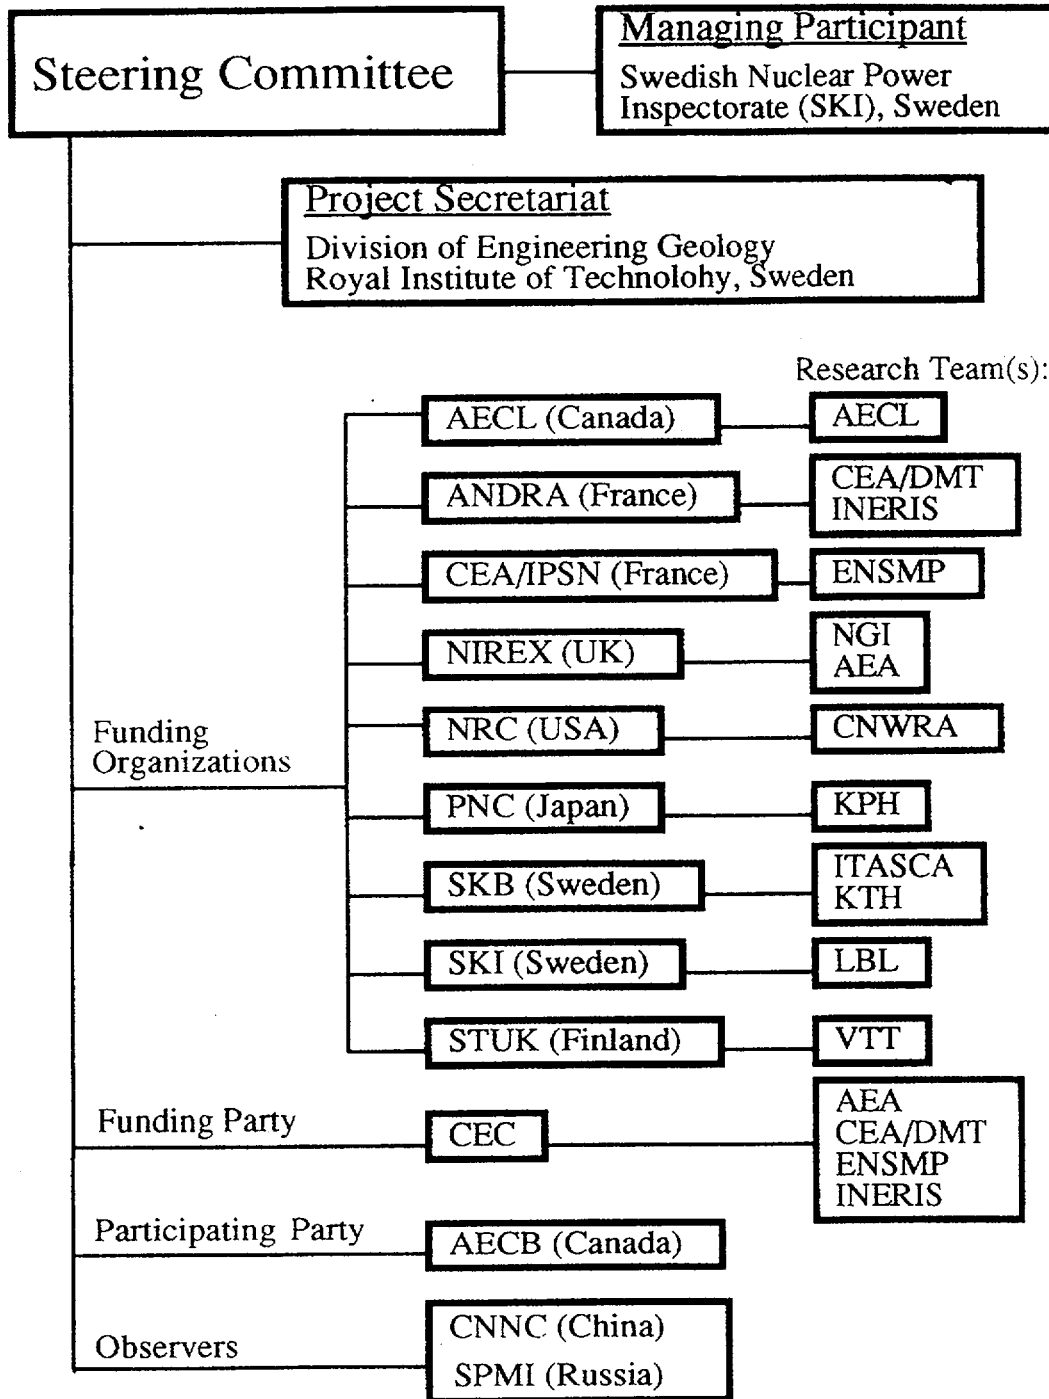 Steering Committee
Managing Participant
Swedish Nuclear Power
Inspectorate (SKI), Sweden
Project Secretariat
Division of Engineering Geology
Royal Institute of Technolohy, Sweden
Research Team(s):
AECL (Canada)
AECL
ANDRA (France)
CEA/DMT
INERIS
CEA/IPSN (France)
ENSMP
NIREX (UK)
NGI
AEA
Funding
Organizations
NRC (USA)
CNWRA
PNC (Japan)
KPH
SKB (Sweden)
ITASCA
KTH
SKI (Sweden)
LBL
STUK (Finland)
VTT
Funding Party
CEC
AEA
CEA/DMT
ENSMP
INERIS
Participating Party
AECB (Canada)
Observers
CNNC (China)
SPMI (Russia)